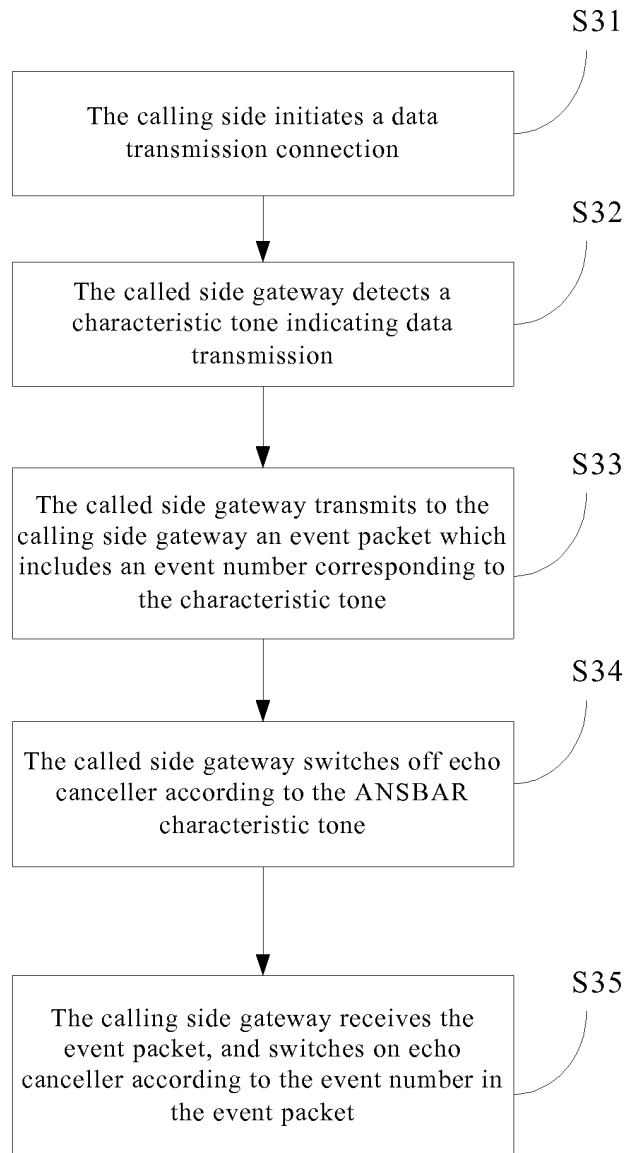 S31
The calling side initiates a data
transmission connection
S32
The called side gateway detects a
characteristic tone indicating data
transmission
S33
The called side gateway transmits to the
calling side gateway an event packet which
includes an event number corresponding to
the characteristic tone
S34
The called side gateway switches off echo
canceller according to the ANSBAR
characteristic tone
S35
The calling side gateway receives the
event packet, and switches on echo
canceller according to the event number in
the event packet